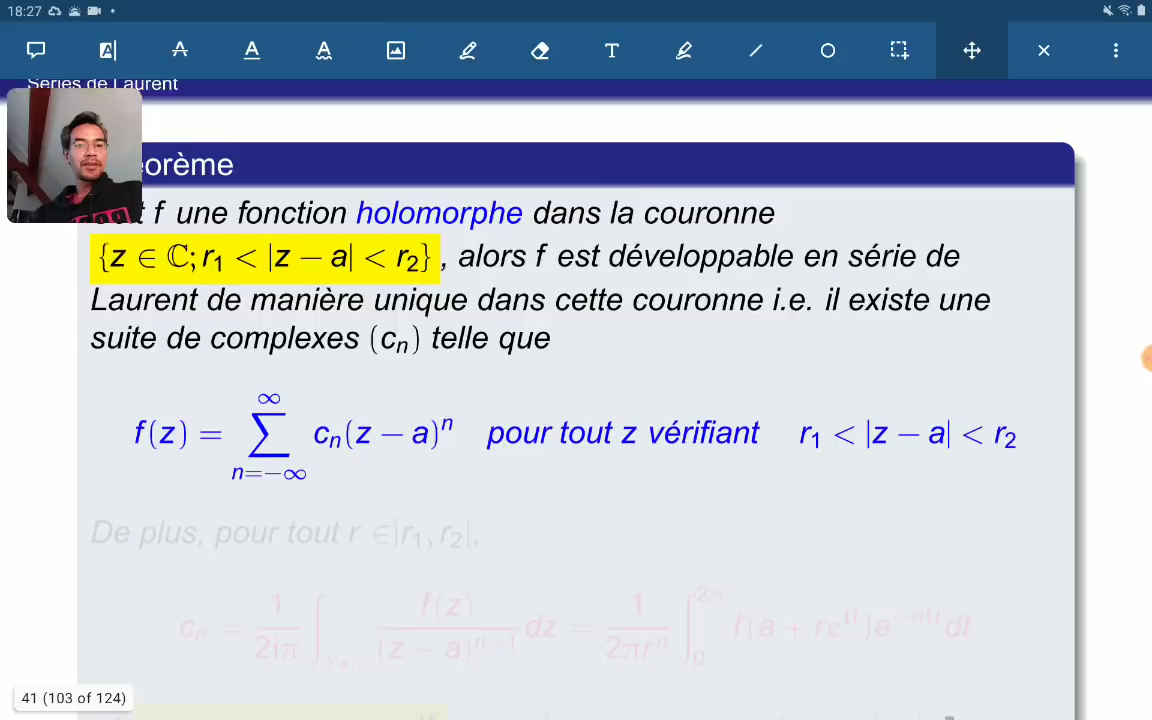 18:27
Séries de Laurent
orème
f une fonction holomorphe dans la couronne
{z ∈ ℂ; r₁ < |z − a| < r₂} , alors f est développable en série de
Laurent de manière unique dans cette couronne i.e. il existe une
suite de complexes (cₙ) telle que
f(z) = ∑_{n=−∞}^{∞} cₙ(z − a)ⁿ pour tout z vérifiant r₁ < |z − a| < r₂
De plus, pour tout r ∈]r₁, r₂[,
41 (103 of 124)